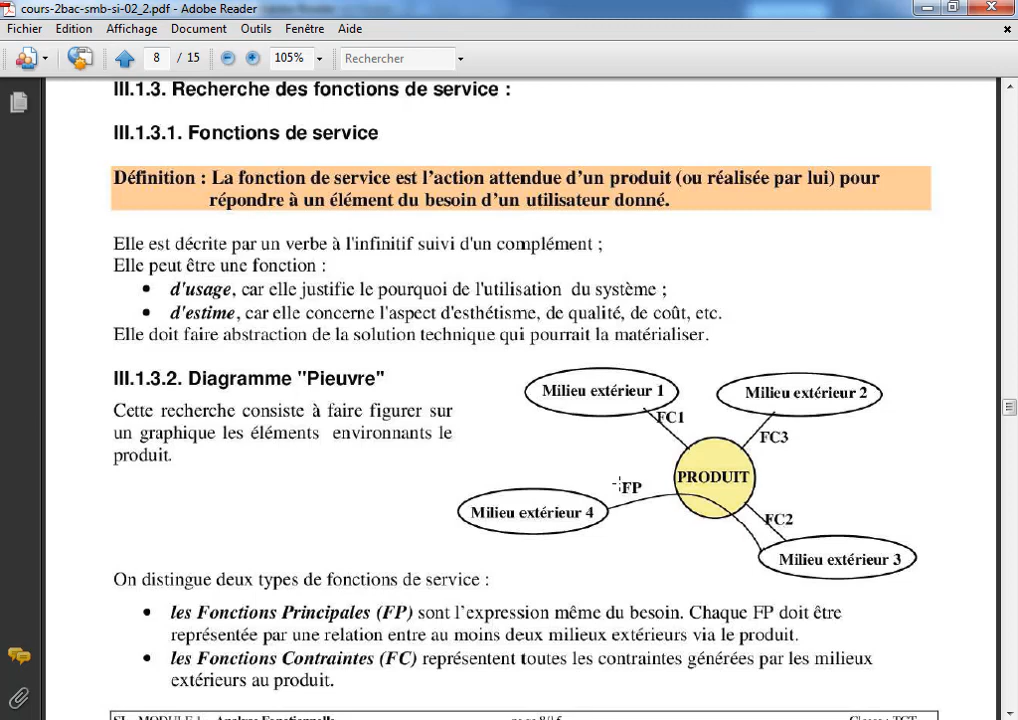 cours-2bac-smb-si-02_2.pdf - Adobe Reader
Fichier Edition Affichage Document Outils Fenêtre Aide
8 / 15 105% Rechercher
III.1.3. Recherche des fonctions de service :
III.1.3.1. Fonctions de service
Définition : La fonction de service est l'action attendue d'un produit (ou réalisée par lui) pour
répondre à un élément du besoin d'un utilisateur donné.
Elle est décrite par un verbe à l'infinitif suivi d'un complément ;
Elle peut être une fonction :
• d'usage, car elle justifie le pourquoi de l'utilisation du système ;
• d'estime, car elle concerne l'aspect d'esthétisme, de qualité, de coût, etc.
Elle doit faire abstraction de la solution technique qui pourrait la matérialiser.
III.1.3.2. Diagramme "Pieuvre"
Cette recherche consiste à faire figurer sur
un graphique les éléments environnants le
produit.
Milieu extérieur 1
Milieu extérieur 2
FC1
FC3
PRODUIT
FP
Milieu extérieur 4
FC2
Milieu extérieur 3
On distingue deux types de fonctions de service :
• les Fonctions Principales (FP) sont l'expression même du besoin. Chaque FP doit être
représentée par une relation entre au moins deux milieux extérieurs via le produit.
• les Fonctions Contraintes (FC) représentent toutes les contraintes générées par les milieux
extérieurs au produit.